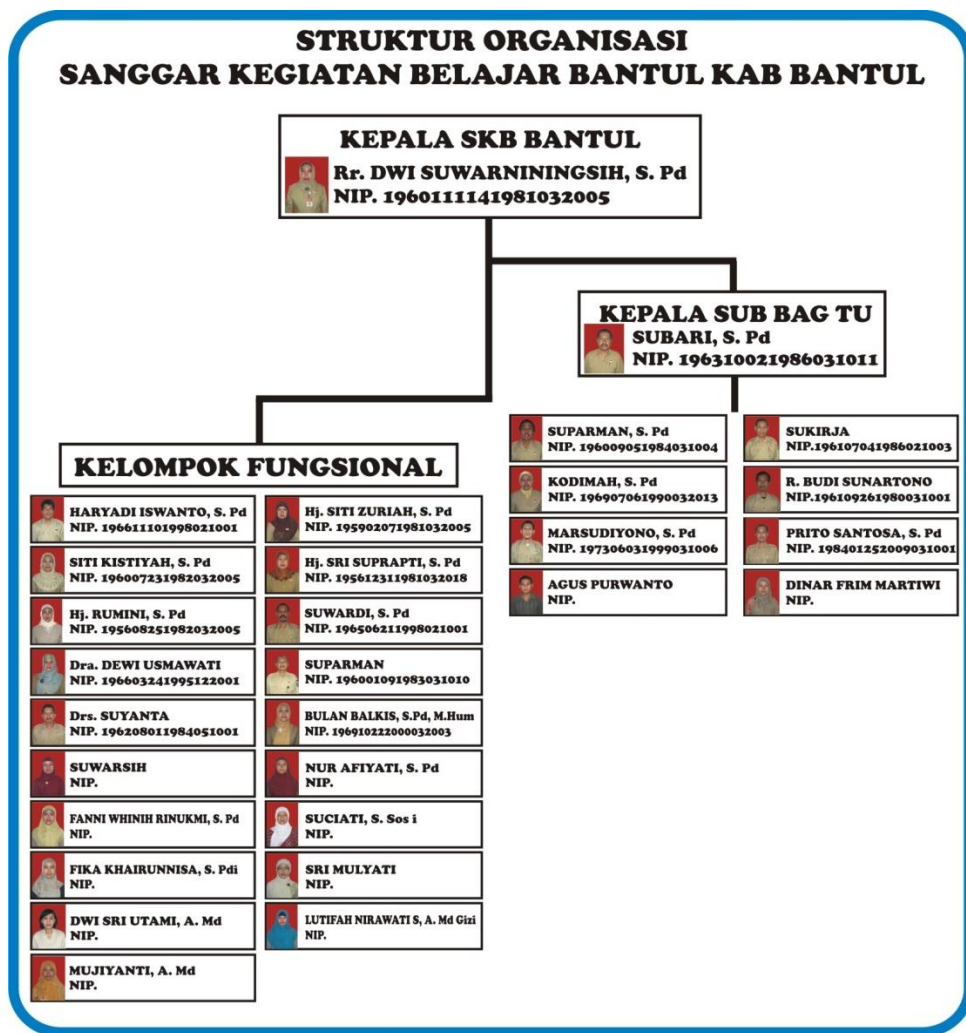 STRUKTUR ORGANISASI
SANGGAR KEGIATAN BELAJAR BANTUL KAB BANTUL
KEPALA SKB BANTUL
Rr. DWI SUWARNININGSIH, S. Pd
NIP. 196011141981032005
KEPALA SUB BAG TU
SUBARI, S. Pd
NIP. 196310021986031011
SUPARMAN, S. Pd
NIP. 196009051984031004
SUKIRJA
NIP.196107041986021003
KODIMAH, S. Pd
NIP. 196907061990032013
R. BUDI SUNARTONO
NIP.196109261980031001
MARSUDIYONO, S. Pd
NIP. 197306031999031006
PRITO SANTOSA, S. Pd
NIP. 198401252009031001
AGUS PURWANTO
NIP.
DINAR FRIM MARTIWI
NIP.
KELOMPOK FUNGSIONAL
HARYADI ISWANTO, S. Pd
NIP. 196611101998021001
Hj. SITI ZURIAH, S. Pd
NIP. 195902071981032005
SITI KISTIYAH, S. Pd
NIP. 196007231982032005
Hj. SRI SUPRAPTI, S. Pd
NIP. 195612311981032018
Hj. RUMINI, S. Pd
NIP. 195608251982032005
SUWARDI, S. Pd
NIP. 196506211998021001
Dra. DEWI USMAWATI
NIP. 196603241995122001
SUPARMAN
NIP. 196001091983031010
Drs. SUYANTA
NIP. 196208011984051001
BULAN BALKIS, S.Pd, M.Hum
NIP. 196910222000032003
SUWARSIH
NIP.
NUR AFIYATI, S. Pd
NIP.
FANNI WHINIH RINUKMI, S. Pd
NIP.
SUCIATI, S. Sos i
NIP.
FIKA KHAIRUNNISA, S. Pdi
NIP.
SRI MULYATI
NIP.
DWI SRI UTAMI, A. Md
NIP.
LUTIFAH NIRAWATI S, A. Md Gizi
NIP.
MUJIYANTI, A. Md
NIP.